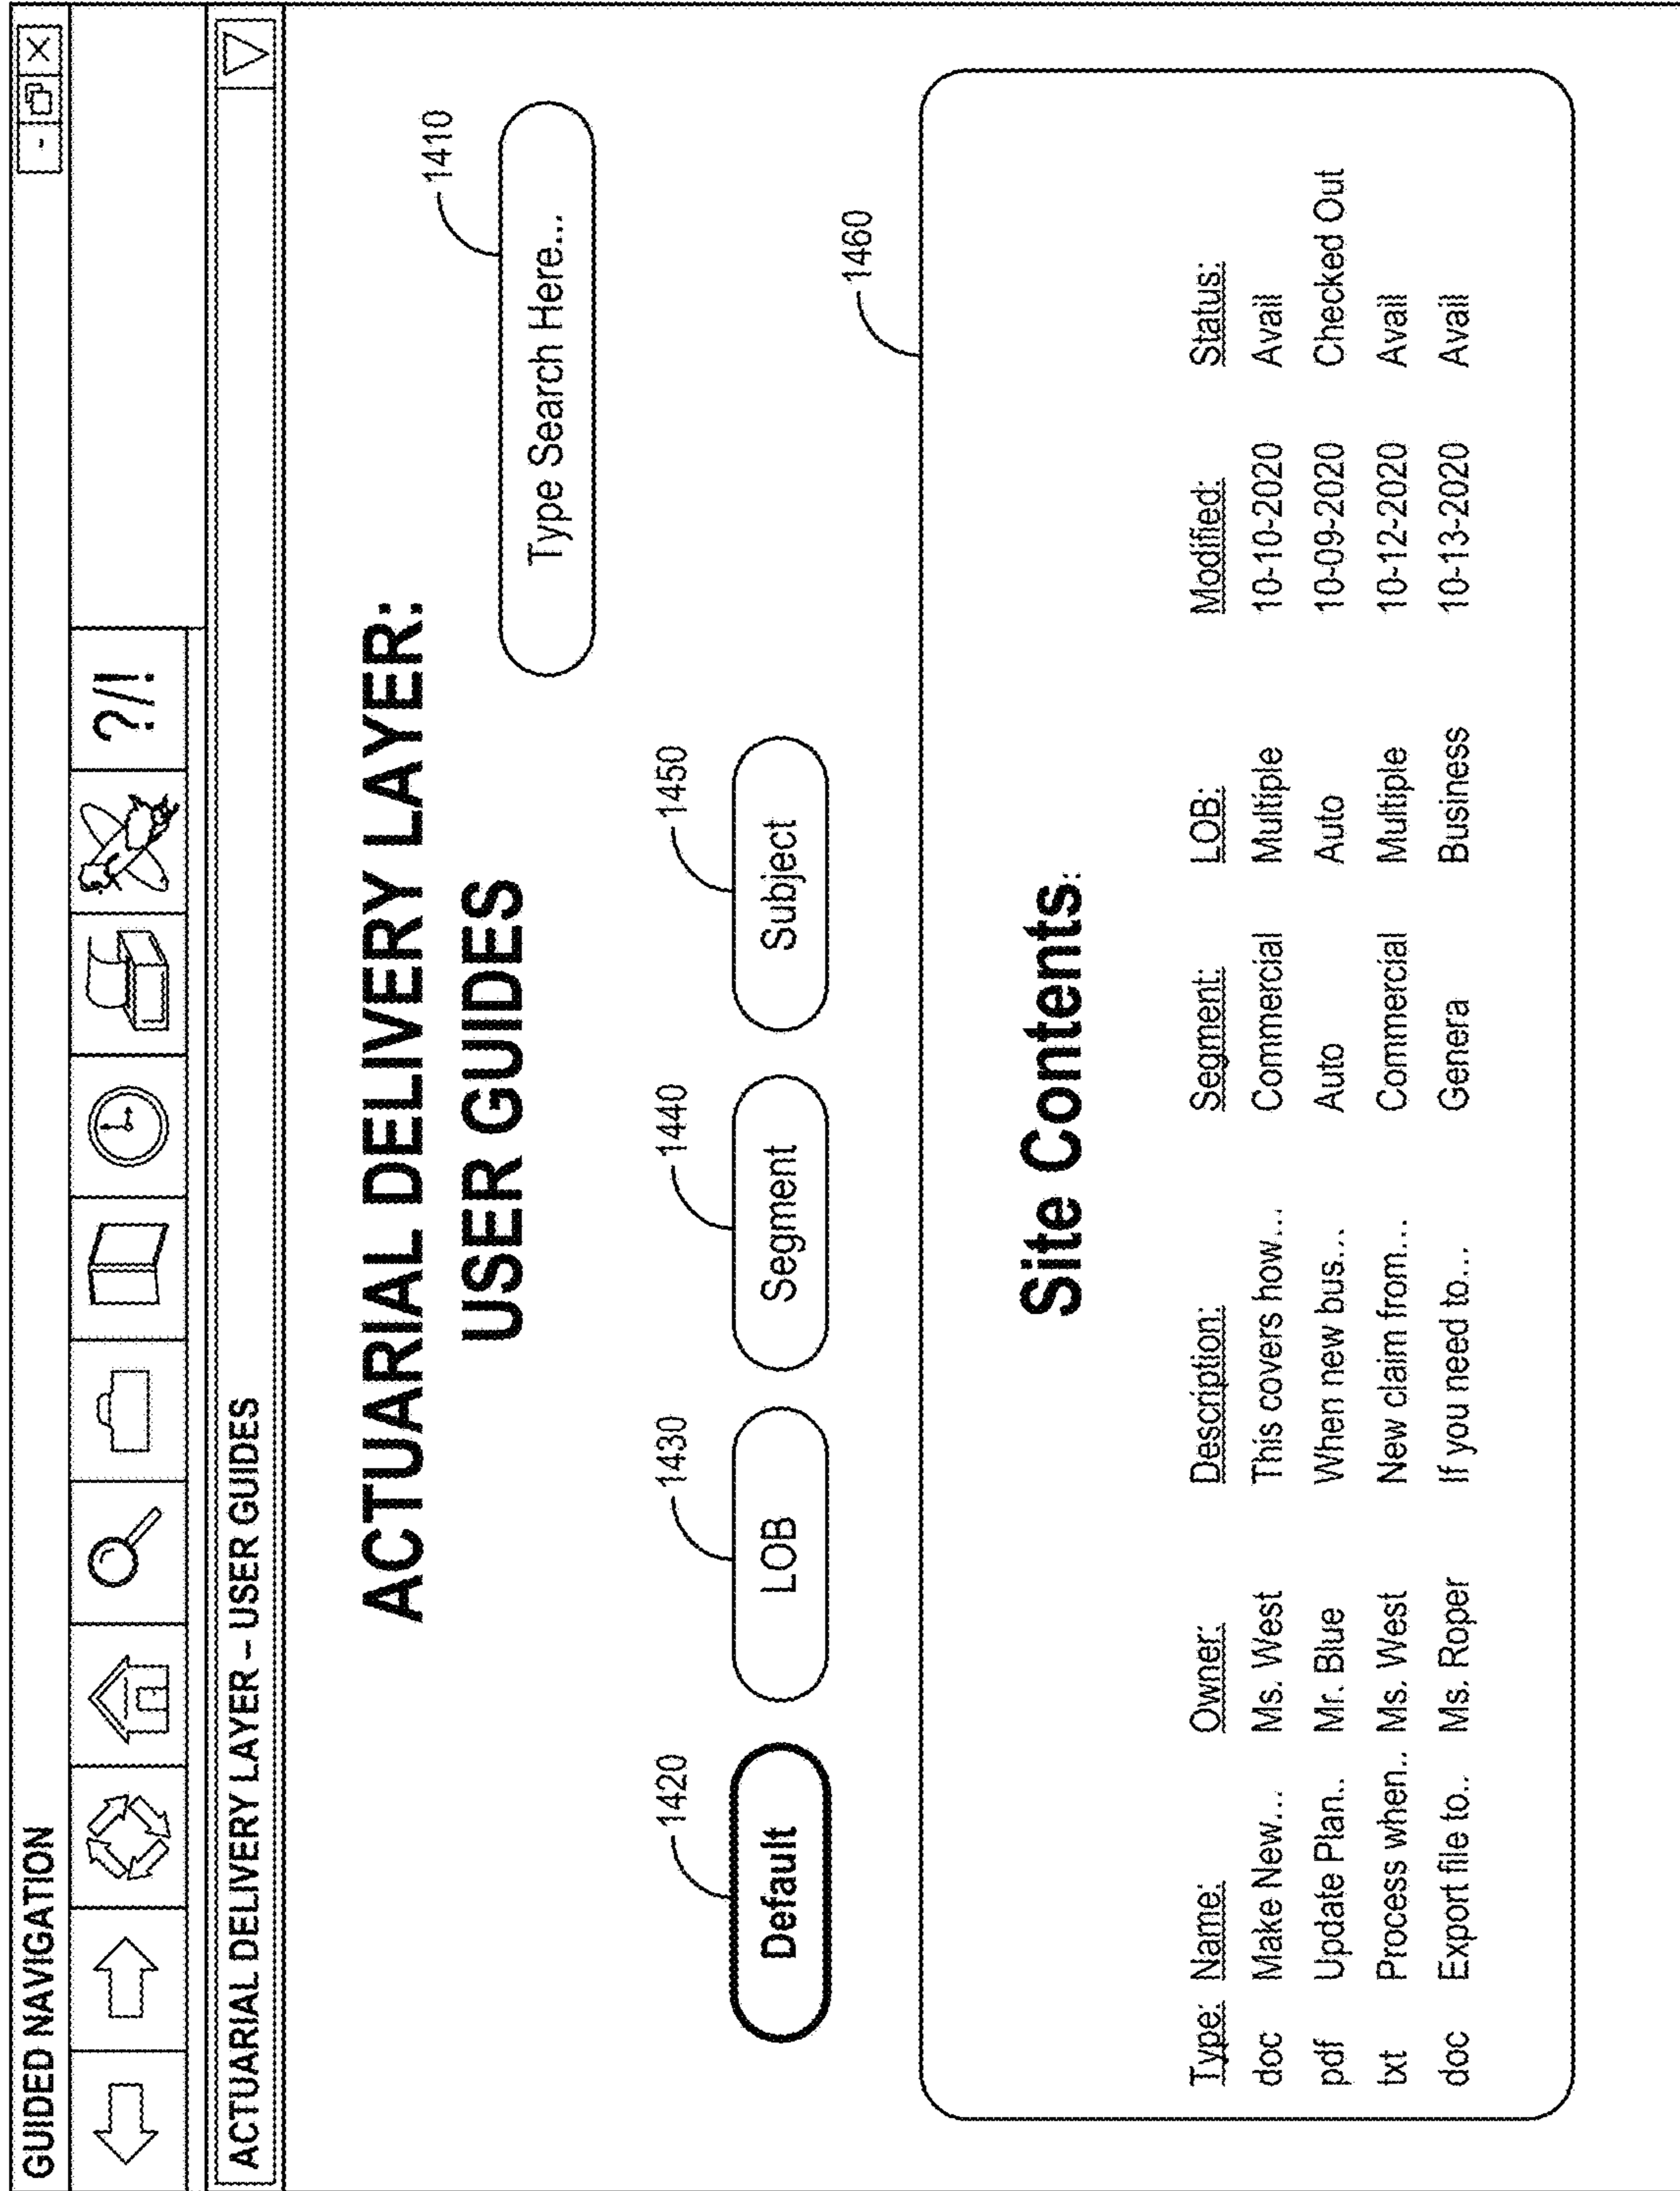 GUIDED NAVIGATION
- X
?/!
ACTUARIAL DELIVERY LAYER – USER GUIDES
ACTUARIAL DELIVERY LAYER:
USER GUIDES
1410
Type Search Here...
1420 1430 1440 1450
Default LOB Segment Subject
1460
Site Contents:
Type: Name: Owner: Description: Segment: LOB: Modified: Status:
doc Make New... Ms. West This covers how... Commercial Multiple 10-10-2020 Avail
pdf Update Plan.. Mr. Blue When new bus... Auto Auto 10-09-2020 Checked Out
txt Process when.. Ms. West New claim from... Commercial Multiple 10-12-2020 Avail
doc Export file to.. Ms. Roper If you need to... Genera Business 10-13-2020 Avail